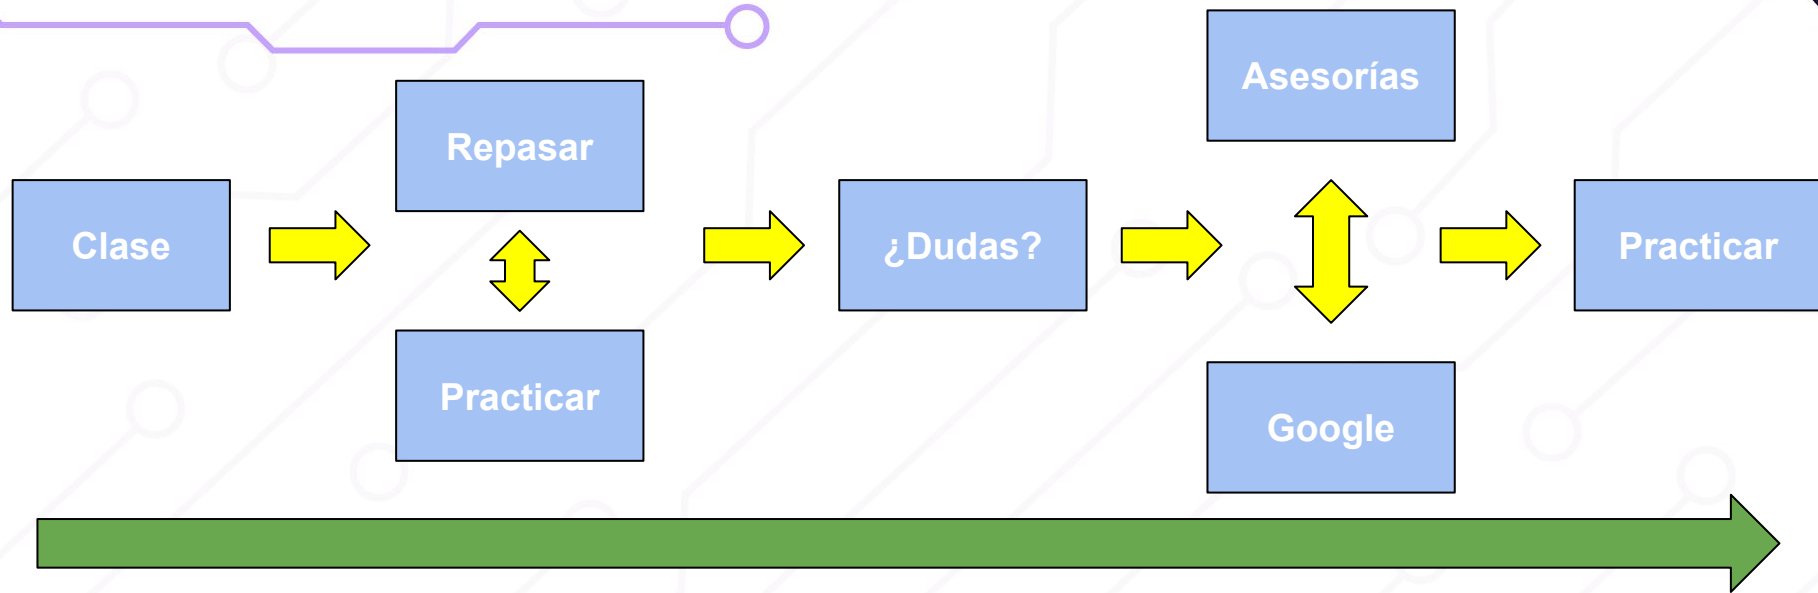 Clase
Repasar
Practicar
¿Dudas?
Asesorías
Google
Practicar